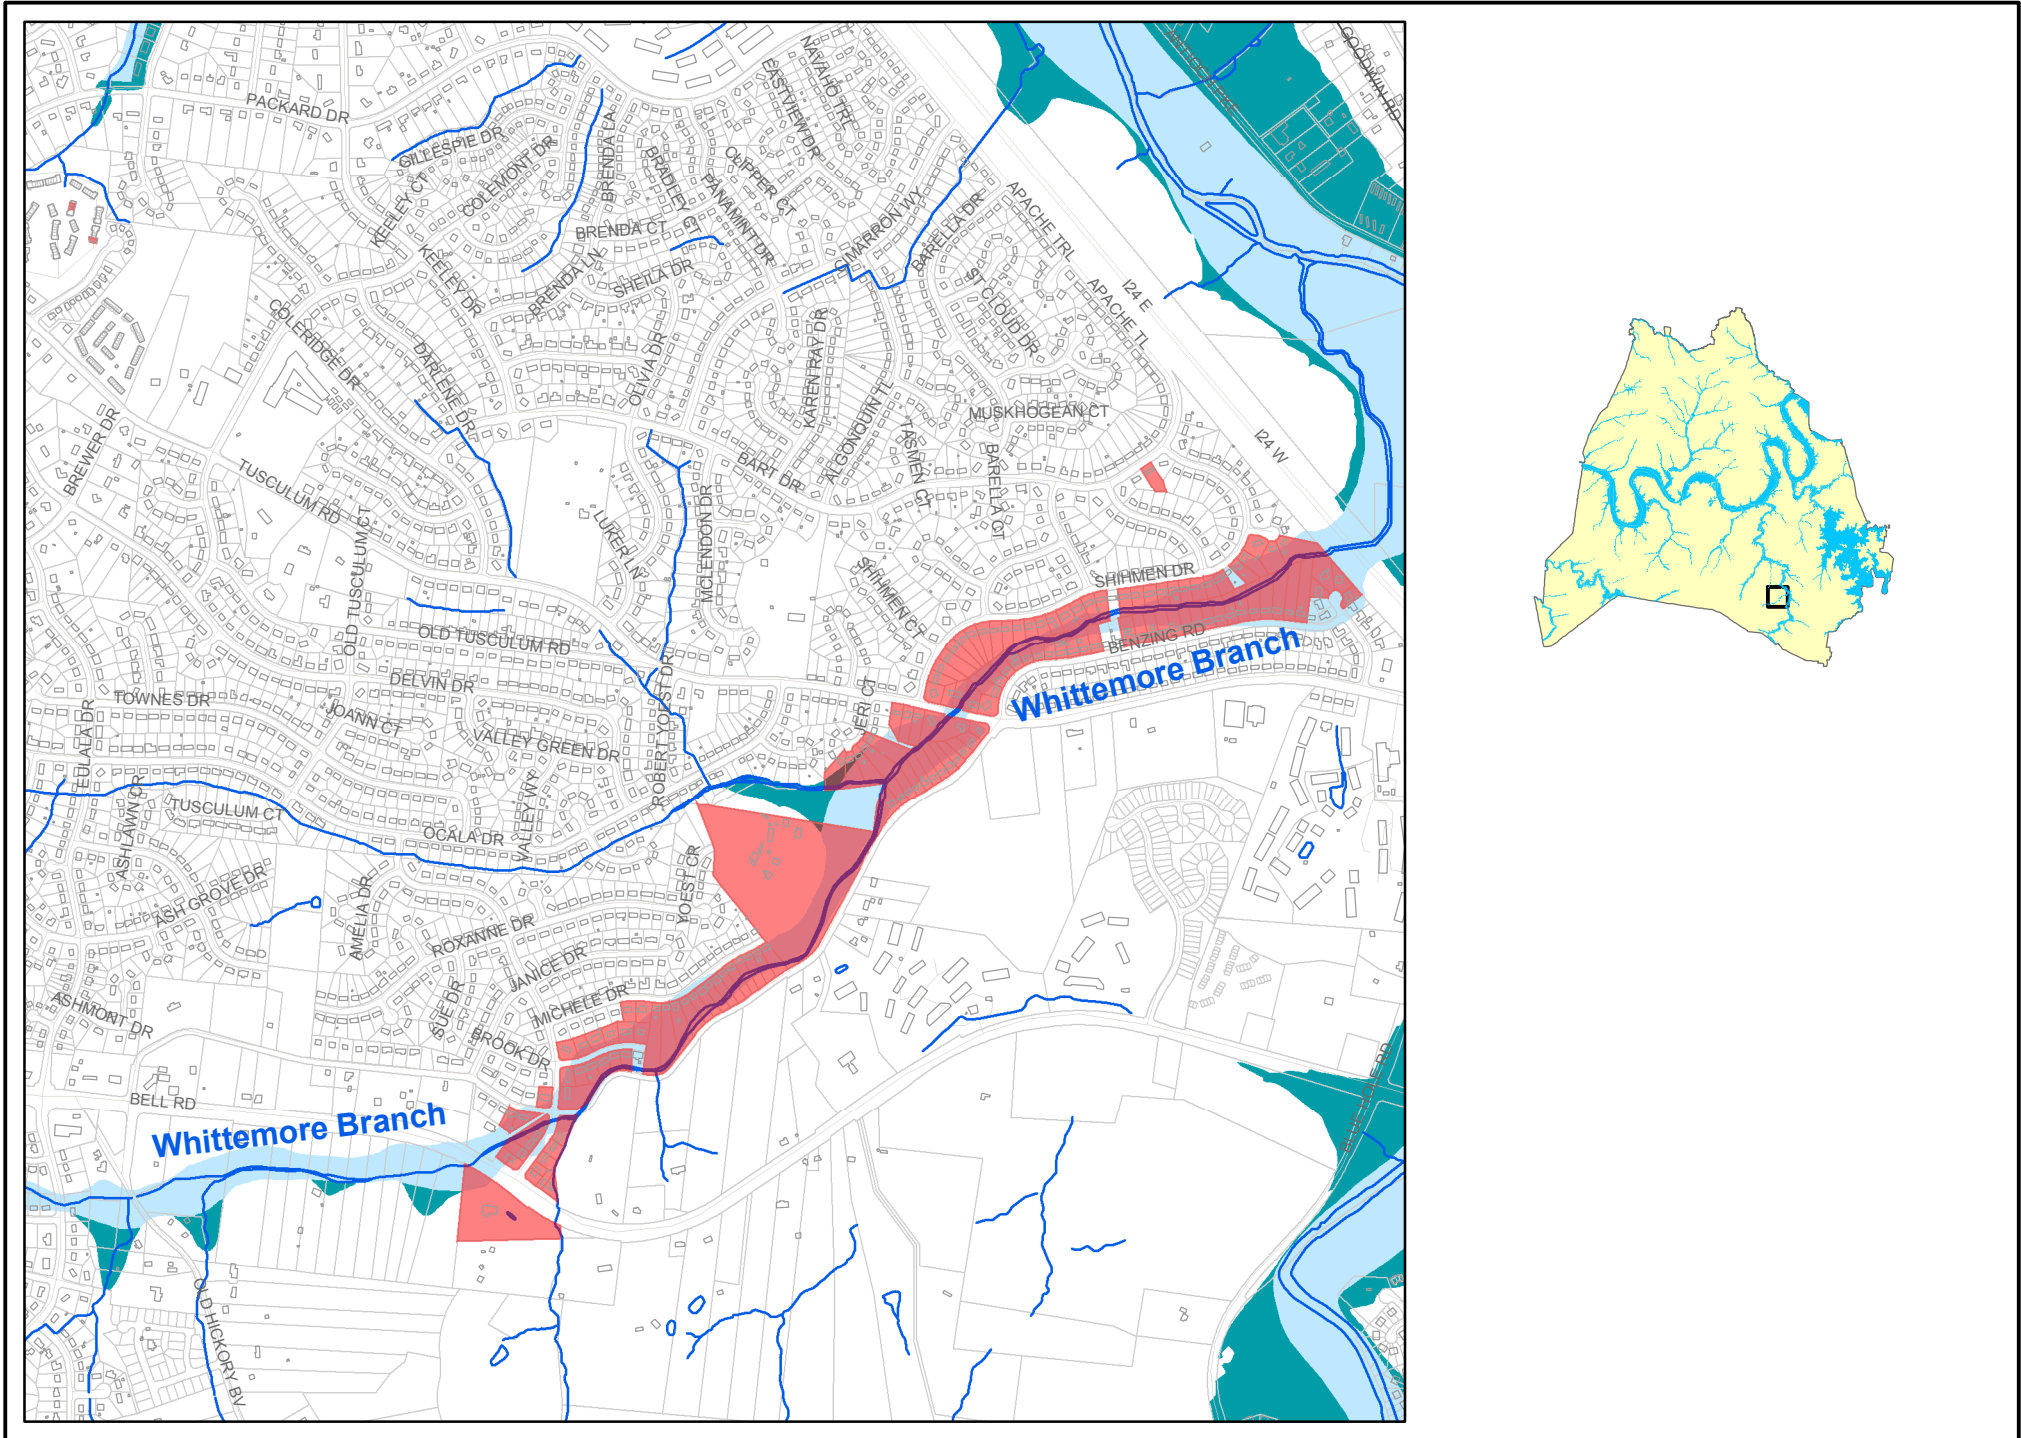 GOODWIN RD
NAVAHO TRL
EASTVIEW DR
PACKARD DR
GILLESPIE DR
COLEMONT DR
BRENDA LA
BRADLEY CT
CLIPPER CT
PANAMINT DR
KEELEY CT
BRENDA CT
CIMARRON WY
BARELLA DR
APACHE TRL
KEELEY DR
BRENDA LN
SHEILA DR
ST CLOUD DR
APACHE TL
I24 E
COLERIDGE DR
DARLENE DR
OLIVIA DR
KAREN RAY DR
ALGONQUIN TL
TASMEN CT
MUSKHOGEAN CT
BARELLA CT
I24 W
BREWER DR
TUSCULUM RD
BART DR
OLD TUSCULUM CT
LUKER LN
MCLENDON DR
SHIHMEN CT
SHIHMEN DR
OLD TUSCULUM RD
BENZING RD
Whittemore Branch
DELVIN DR
TOWNES DR
JOANN CT
EULALA DR
VALLEY GREEN DR
ROBERT YOEST DR
JERI CT
TUSCULUM CT
ASHLAWN CR
OCALA DR
VALLEY WY
ASH GROVE DR
AMELIA DR
YOEST CR
ROXANNE DR
JANICE DR
MICHELE DR
SUE DR
BROOK DR
ASHMONT DR
BELL RD
Whittemore Branch
OLD HICKORY BV